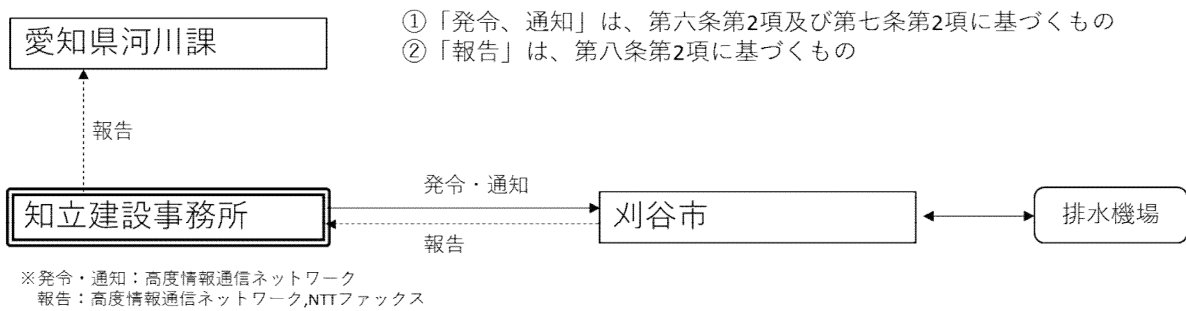 愛知県河川課
①「発令、通知」は、第六条第2項及び第七条第2項に基づくもの
②「報告」は、第八条第2項に基づくもの
報告
知立建設事務所
発令・通知
報告
刈谷市
排水機場
※発令・通知：高度情報通信ネットワーク
報告：高度情報通信ネットワーク,NTTファックス